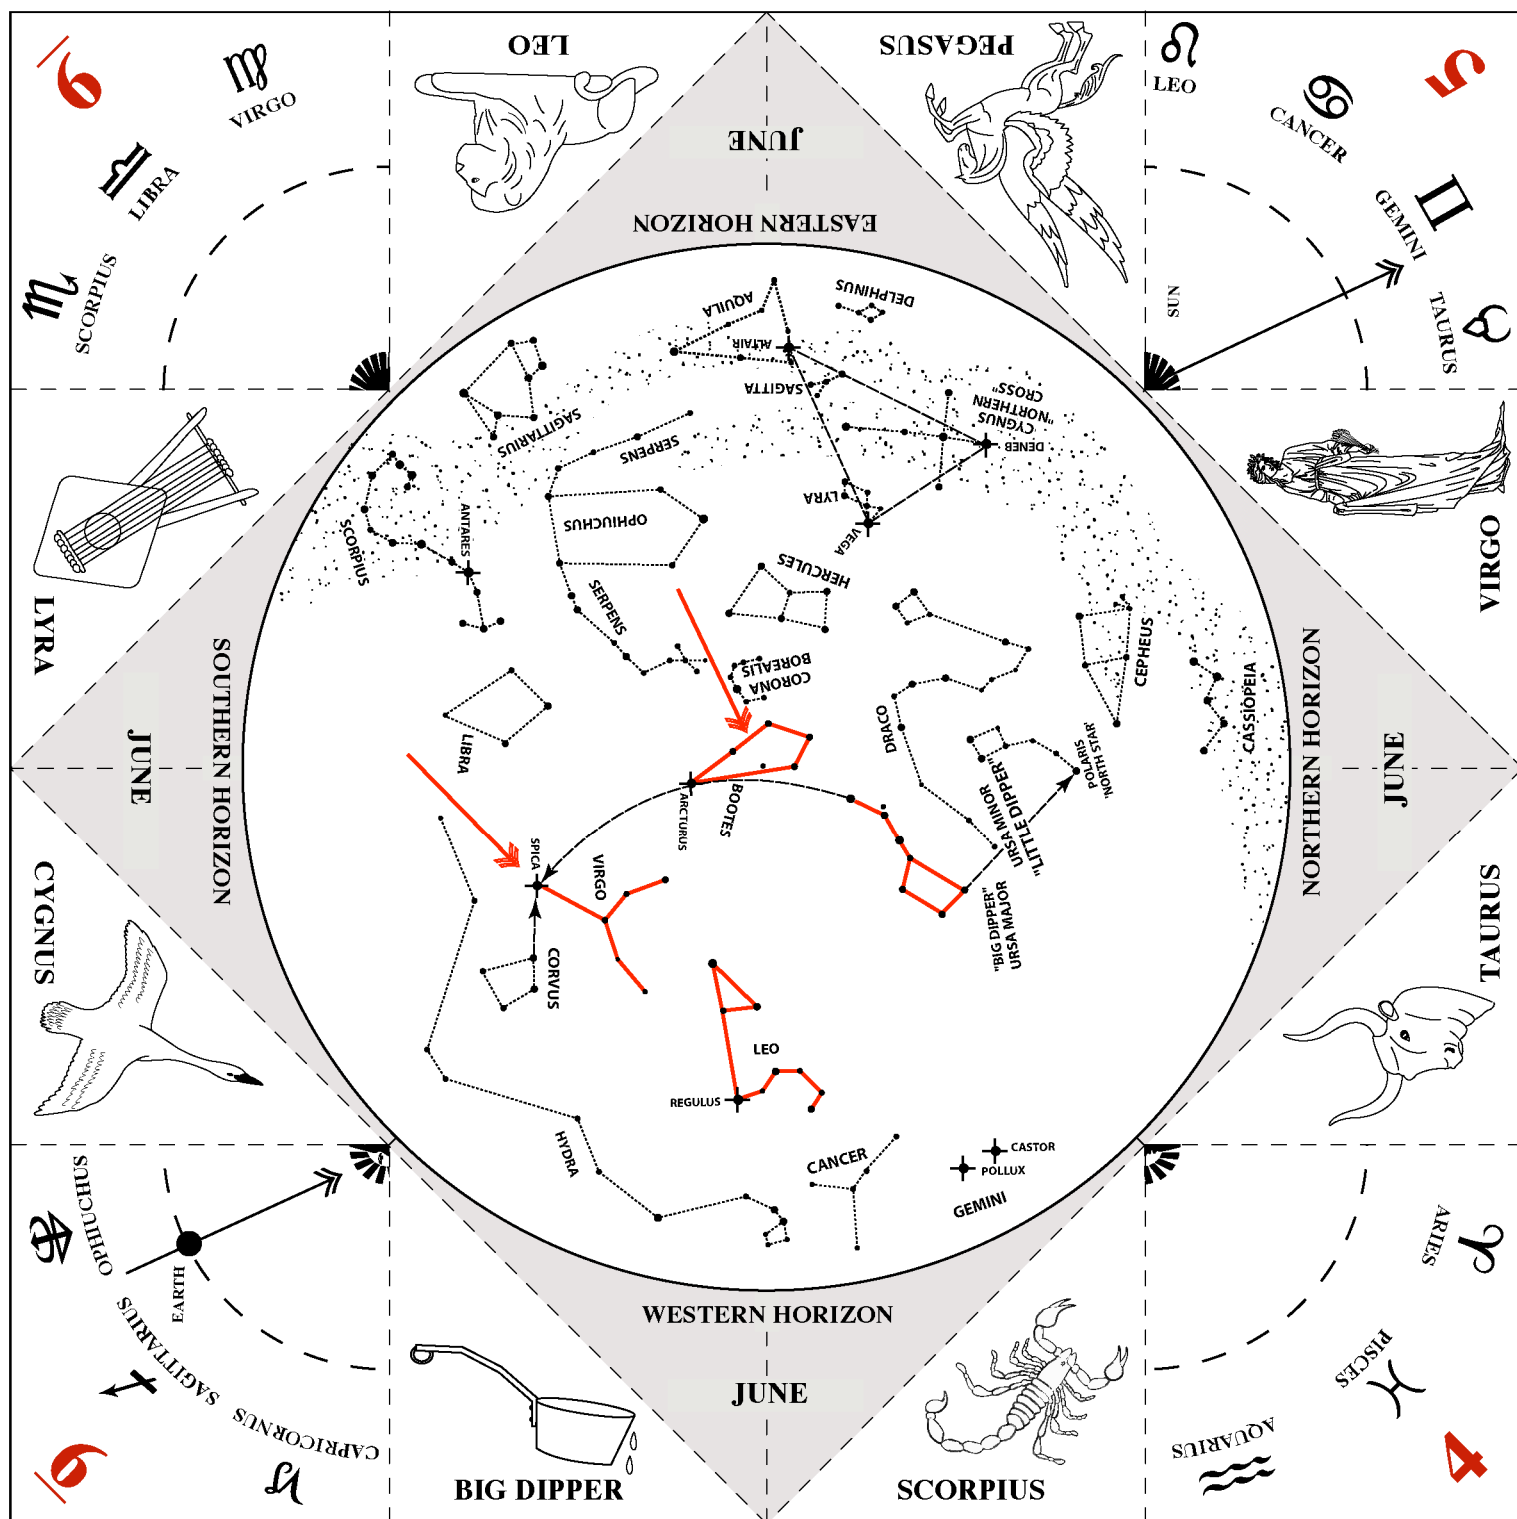 6
VIRGO
LIBRA
SCORPIUS
LEO
PEGASUS
LEO
CANCER
GEMINI
TAURUS
SUN
5
JUNE
EASTERN HORIZON
LYRA
JUNE
SOUTHERN HORIZON
CYGNUS
AQUILA
DELPHINUS
ALTAIR
SAGITTA
CYGNUS
"NORTHERN
CROSS"
DENEB
SAGITTARIUS
SERPENS
OPHIUCHUS
LYRA
VEGA
SCORPIUS
ANTARES
SERPENS
HERCULES
CORONA
BOREALIS
CEPHEUS
CASSIOPEIA
LIBRA
DRACO
POLARIS
'NORTH STAR'
URSA MINOR
"LITTLE DIPPER"
BOOTES
ARCTURUS
SPICA
VIRGO
"BIG DIPPER"
URSA MAJOR
CORVUS
LEO
REGULUS
HYDRA
CANCER
CASTOR
POLLUX
GEMINI
NORTHERN HORIZON
JUNE
VIRGO
TAURUS
WESTERN HORIZON
JUNE
OPHIUCHUS
EARTH
SAGITTARIUS
CAPRICORNUS
6
BIG DIPPER
SCORPIUS
ARIES
PISCES
AQUARIUS
4